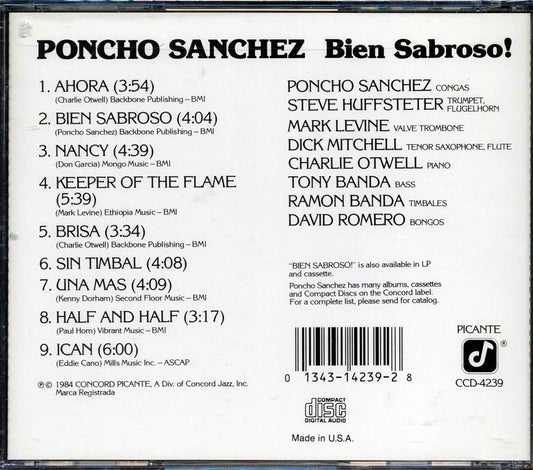 PONCHO SANCHEZ Bien Sabroso!
1. AHORA (3:54)
(Charlie Otwell) Backbone Publishing – BMI
2. BIEN SABROSO (4:04)
(Poncho Sanchez) Backbone Publishing – BMI
3. NANCY (4:39)
(Don Garcia) Mongo Music – BMI
4. KEEPER OF THE FLAME
(5:39)
(Mark Levine) Ethiopia Music – BMI
5. BRISA (3:34)
(Charlie Otwell) Backbone Publishing – BMI
6. SIN TIMBAL (4:08)
7. UNA MAS (4:09)
(Kenny Dorham) Second Floor Music – BMI
8. HALF AND HALF (3:17)
(Paul Horn) Vibrant Music – BMI
9. ICAN (6:00)
(Eddie Cano) Mills Music Inc. – ASCAP
℗ © 1984 CONCORD PICANTE, A Div. of Concord Jazz, Inc.
Marca Registrada
PONCHO SANCHEZ CONGAS
STEVE HUFFSTETER TRUMPET,
FLUGELHORN
MARK LEVINE VALVE TROMBONE
DICK MITCHELL TENOR SAXOPHONE, FLUTE
CHARLIE OTWELL PIANO
TONY BANDA BASS
RAMON BANDA TIMBALES
DAVID ROMERO BONGOS
"BIEN SABROSO!" is also available in LP
and cassette.
Poncho Sanchez has many albums, cassettes
and Compact Discs on the Concord label.
For a complete list, please send for catalog.
PICANTE
®
CCD-4239
0 13431-4239-2 8
COMPACT
disc
DIGITAL AUDIO
Made in U.S.A.